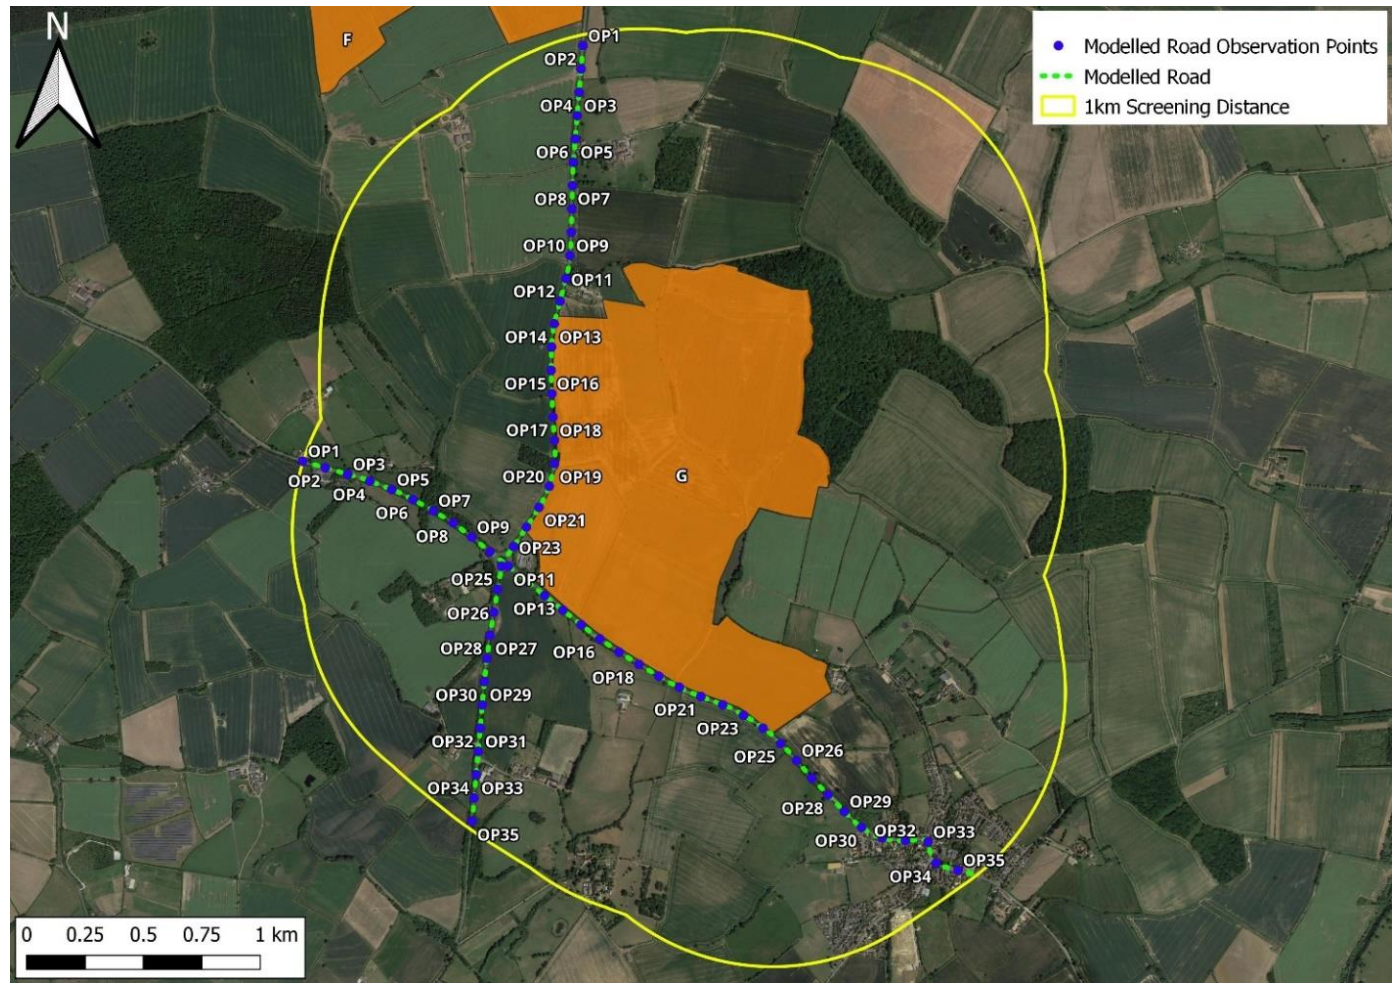 N
F
Modelled Road Observation Points
Modelled Road
1km Screening Distance
OP1
OP2
OP4 OP3
OP6 OP5
OP8 OP7
OP10 OP9
OP11
OP12
OP14 OP13
OP15 OP16
OP17 OP18
OP20 OP19
G
OP21
OP23
OP1
OP3
OP2
OP4
OP5
OP6
OP7
OP8
OP9
OP25
OP11
OP26
OP13
OP28 OP27
OP16
OP30 OP29
OP18
OP21
OP32 OP31
OP23
OP25
OP26
OP34 OP33
OP28
OP29
OP35
OP30
OP32
OP33
OP34
OP35
0 0.25 0.5 0.75 1 km